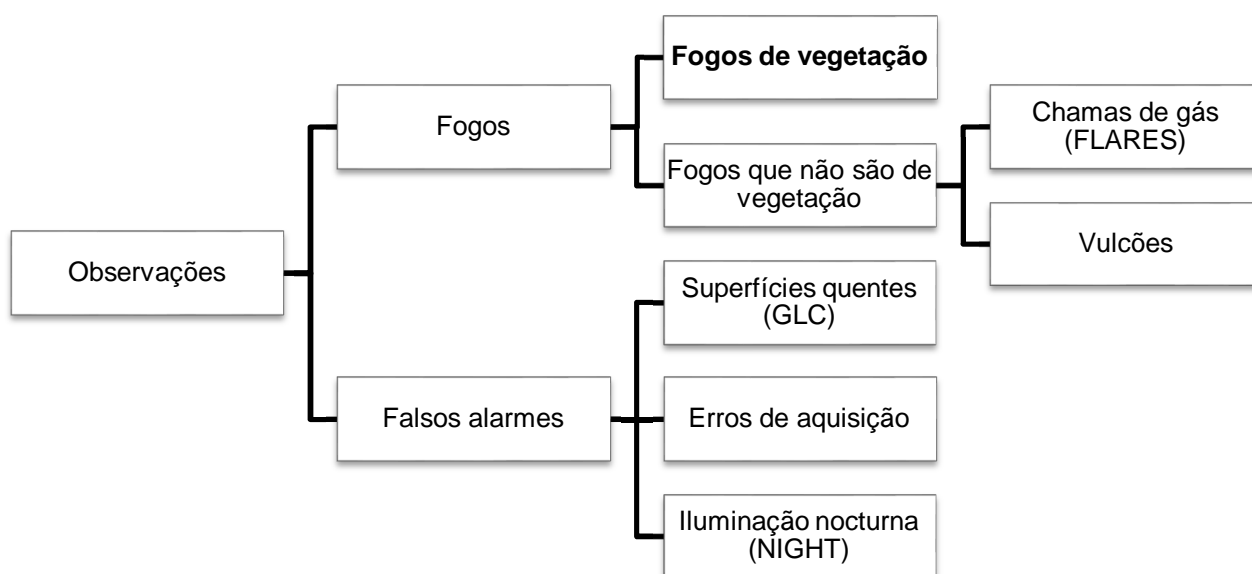 Observações
Fogos
Fogos de vegetação
Fogos que não são de
vegetação
Chamas de gás
(FLARES)
Vulcões
Falsos alarmes
Superfícies quentes
(GLC)
Erros de aquisição
Iluminação nocturna
(NIGHT)